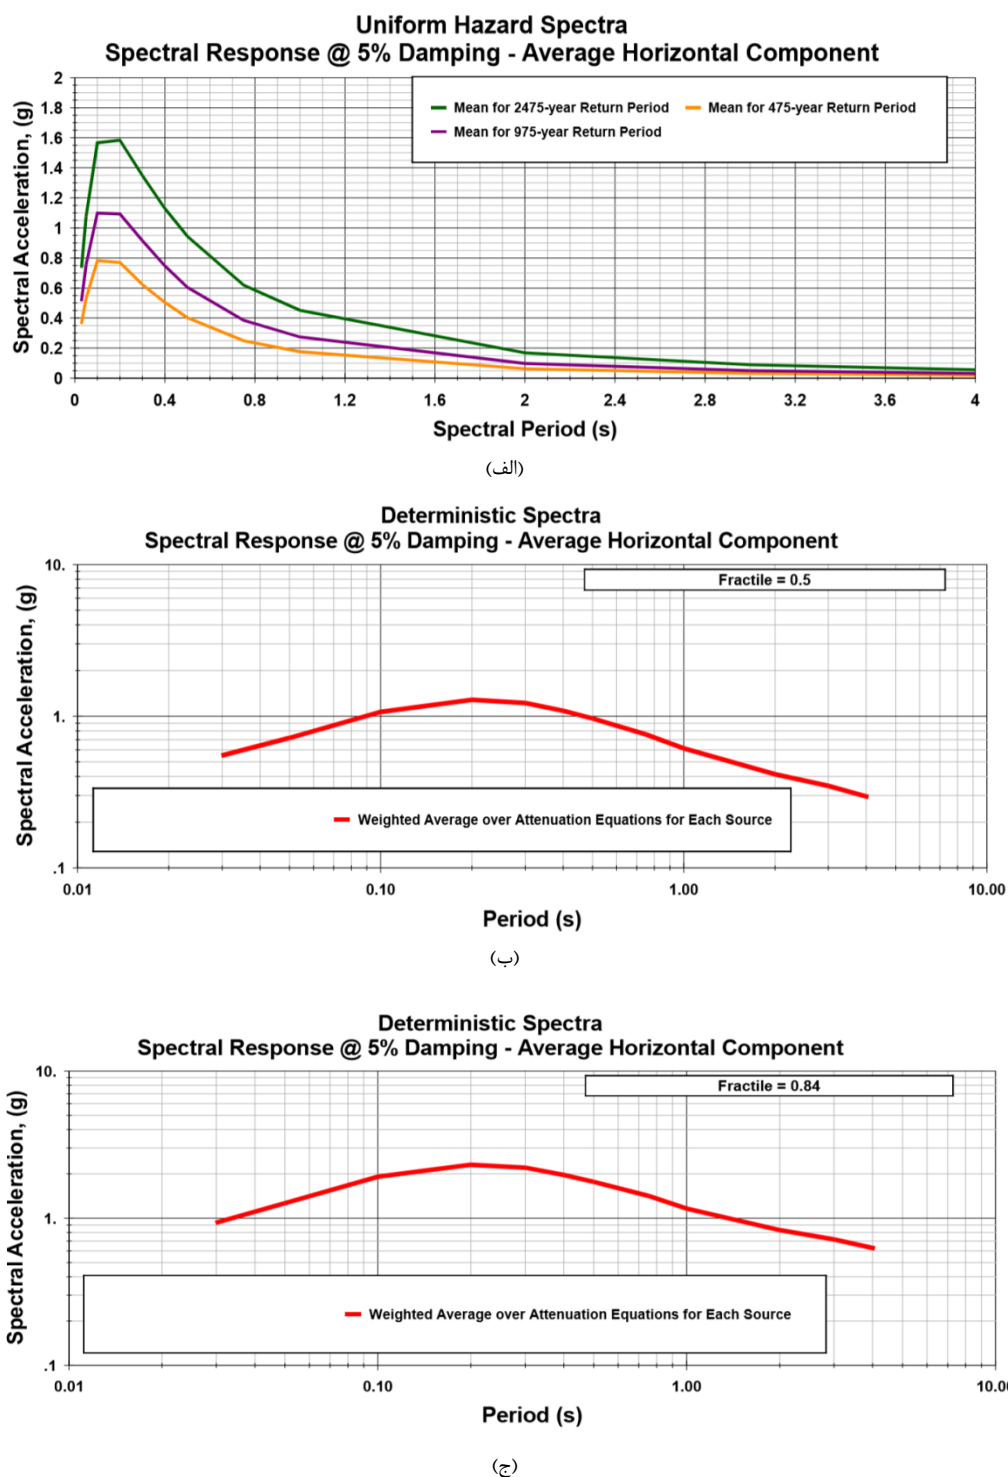 Uniform Hazard Spectra
Spectral Response @ 5% Damping - Average Horizontal Component
Spectral Acceleration, (g)
2
1.8
1.6
1.4
1.2
1
0.8
0.6
0.4
0.2
0
Mean for 2475-year Return Period
Mean for 475-year Return Period
Mean for 975-year Return Period
0 0.4 0.8 1.2 1.6 2 2.4 2.8 3.2 3.6 4
Spectral Period (s)
(الف)
Deterministic Spectra
Spectral Response @ 5% Damping - Average Horizontal Component
Spectral Acceleration, (g)
10.
1.
.1
Fractile = 0.5
Weighted Average over Attenuation Equations for Each Source
0.01 0.10 1.00 10.00
Period (s)
(ب)
Deterministic Spectra
Spectral Response @ 5% Damping - Average Horizontal Component
Spectral Acceleration, (g)
10.
1.
.1
Fractile = 0.84
Weighted Average over Attenuation Equations for Each Source
0.01 0.10 1.00 10.0
Period (s)
(ج)